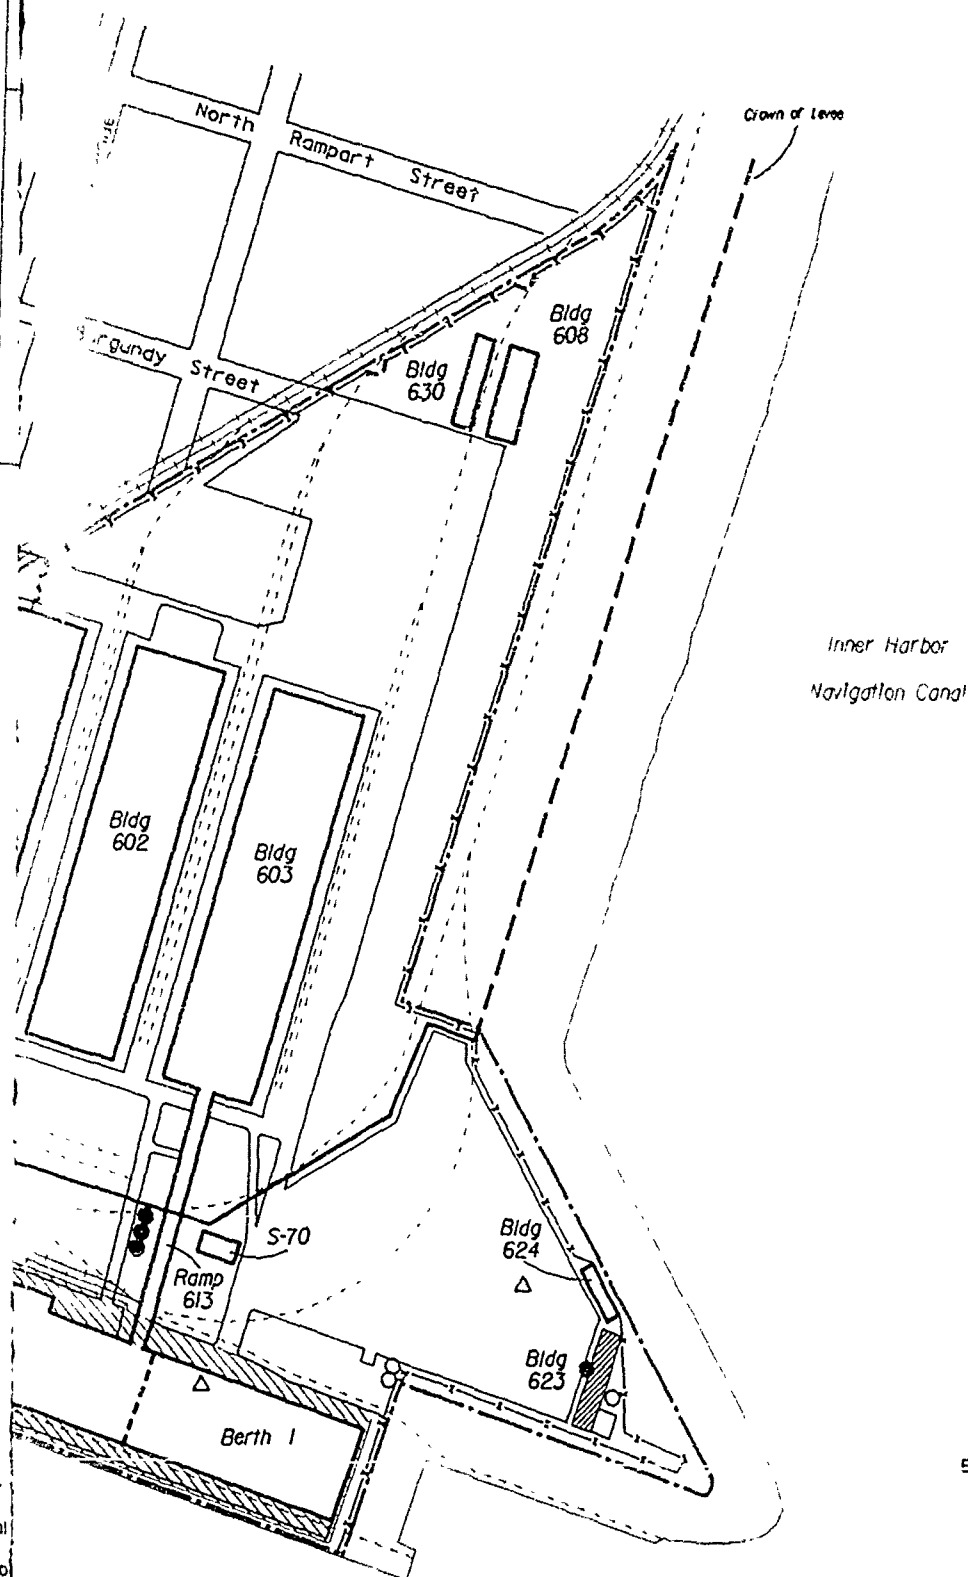 Crown of Levee
North Rampart Street
Bldg
608
Bldg
630
Street
Inner Harbor
Navigation Canal
Bldg
602
Bldg
603
S-70
Bldg
624
Ramp
613
Bldg
623
Berth 1